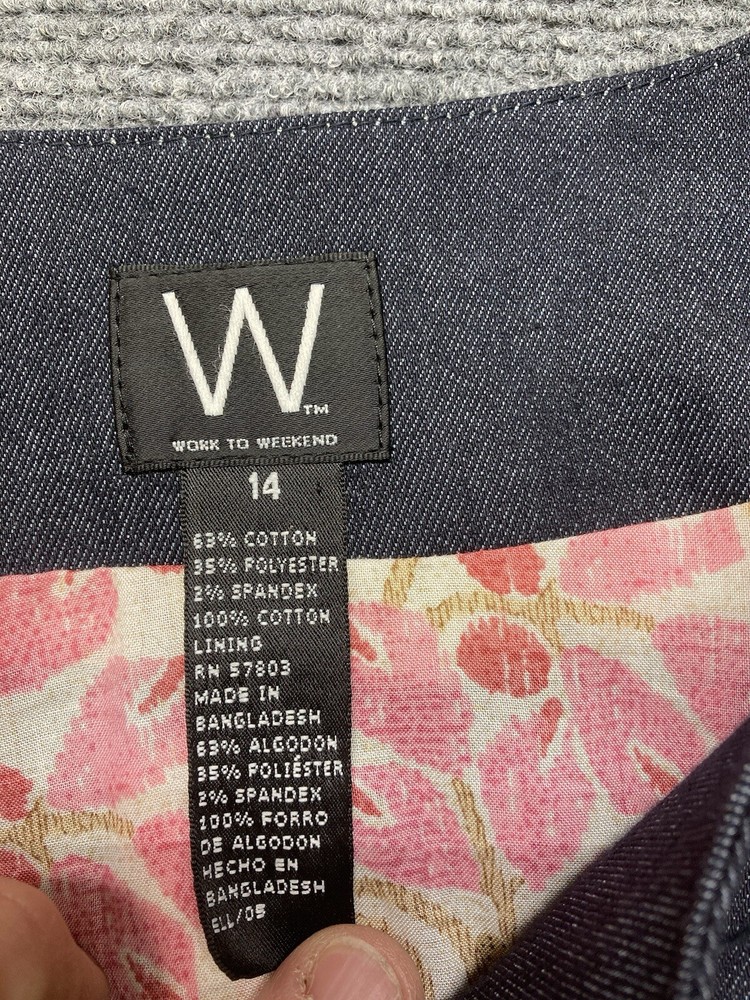 W™
WORK TO WEEKEND
14
63% COTTON
35% POLYESTER
2% SPANDEX
100% COTTON
LINING
RN 57803
MADE IN
BANGLADESH
63% ALGODON
35% POLIÉSTER
2% SPANDEX
100% FORRO
DE ALGODON
HECHO EN
BANGLADESH
ELL/05